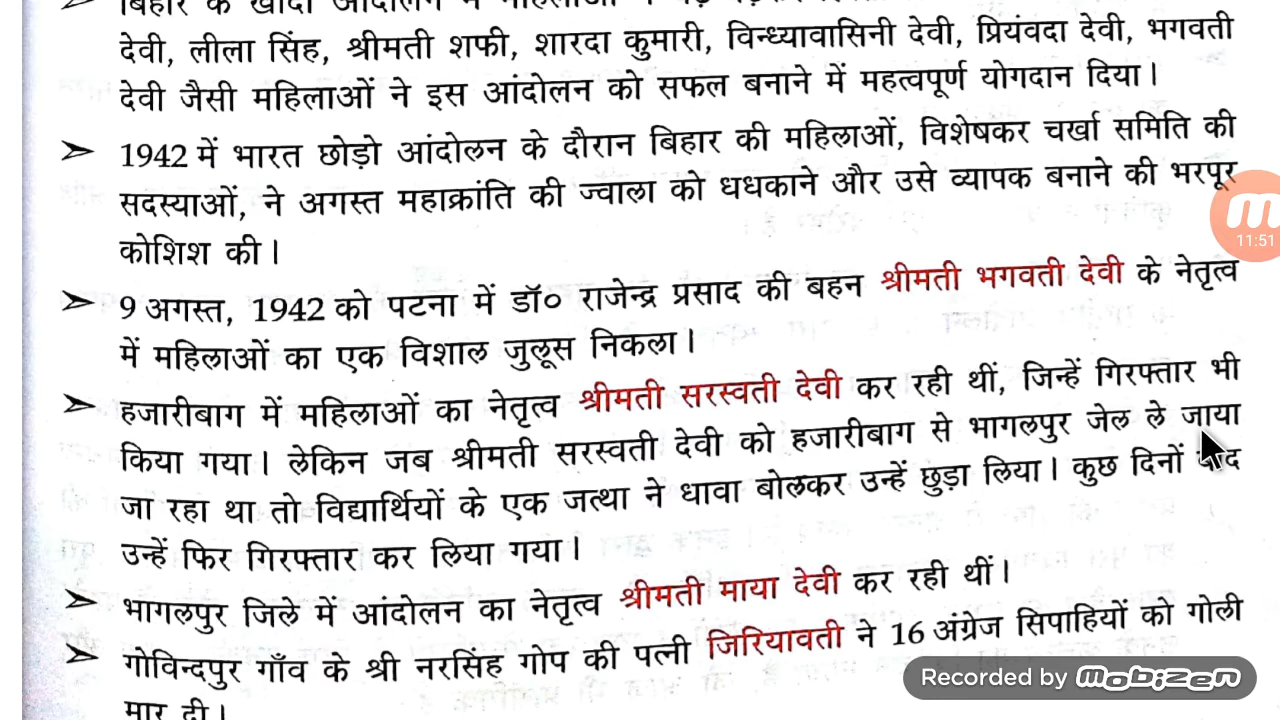 बिहार के खादी आंदोलन में महिलाओं ने
देवी, लीला सिंह, श्रीमती शफी, शारदा कुमारी, विन्ध्यावासिनी देवी, प्रियंवदा देवी, भगवती
देवी जैसी महिलाओं ने इस आंदोलन को सफल बनाने में महत्वपूर्ण योगदान दिया।
➢ 1942 में भारत छोड़ो आंदोलन के दौरान बिहार की महिलाओं, विशेषकर चर्खा समिति की
सदस्याओं, ने अगस्त महाक्रांति की ज्वाला को धधकाने और उसे व्यापक बनाने की भरपूर
कोशिश की।
➢ 9 अगस्त, 1942 को पटना में डॉ० राजेन्द्र प्रसाद की बहन श्रीमती भगवती देवी के नेतृत्व
में महिलाओं का एक विशाल जुलूस निकला।
➢ हजारीबाग में महिलाओं का नेतृत्व श्रीमती सरस्वती देवी कर रही थीं, जिन्हें गिरफ्तार भी
किया गया। लेकिन जब श्रीमती सरस्वती देवी को हजारीबाग से भागलपुर जेल ले जाया
जा रहा था तो विद्यार्थियों के एक जत्था ने धावा बोलकर उन्हें छुड़ा लिया। कुछ दिनों बाद
उन्हें फिर गिरफ्तार कर लिया गया।
➢ भागलपुर जिले में आंदोलन का नेतृत्व श्रीमती माया देवी कर रही थीं।
➢ गोविन्दपुर गाँव के श्री नरसिंह गोप की पत्नी जिरियावती ने 16 अंग्रेज सिपाहियों को गोली
मार दी।
11:51
Recorded by mobizen